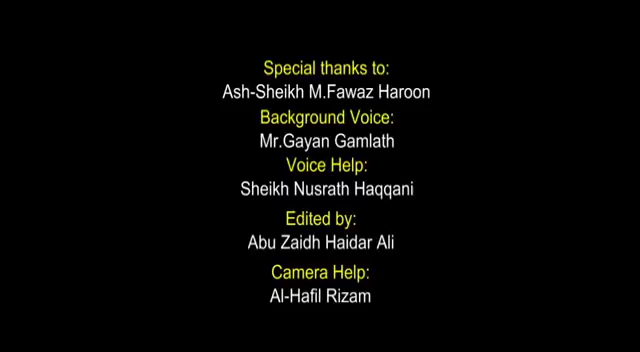 Special thanks to:
Ash-Sheikh M.Fawaz Haroon
Background Voice:
Mr.Gayan Gamlath
Voice Help:
Sheikh Nusrath Haqqani
Edited by:
Abu Zaidh Haidar Ali
Camera Help:
Al-Hafil Rizam